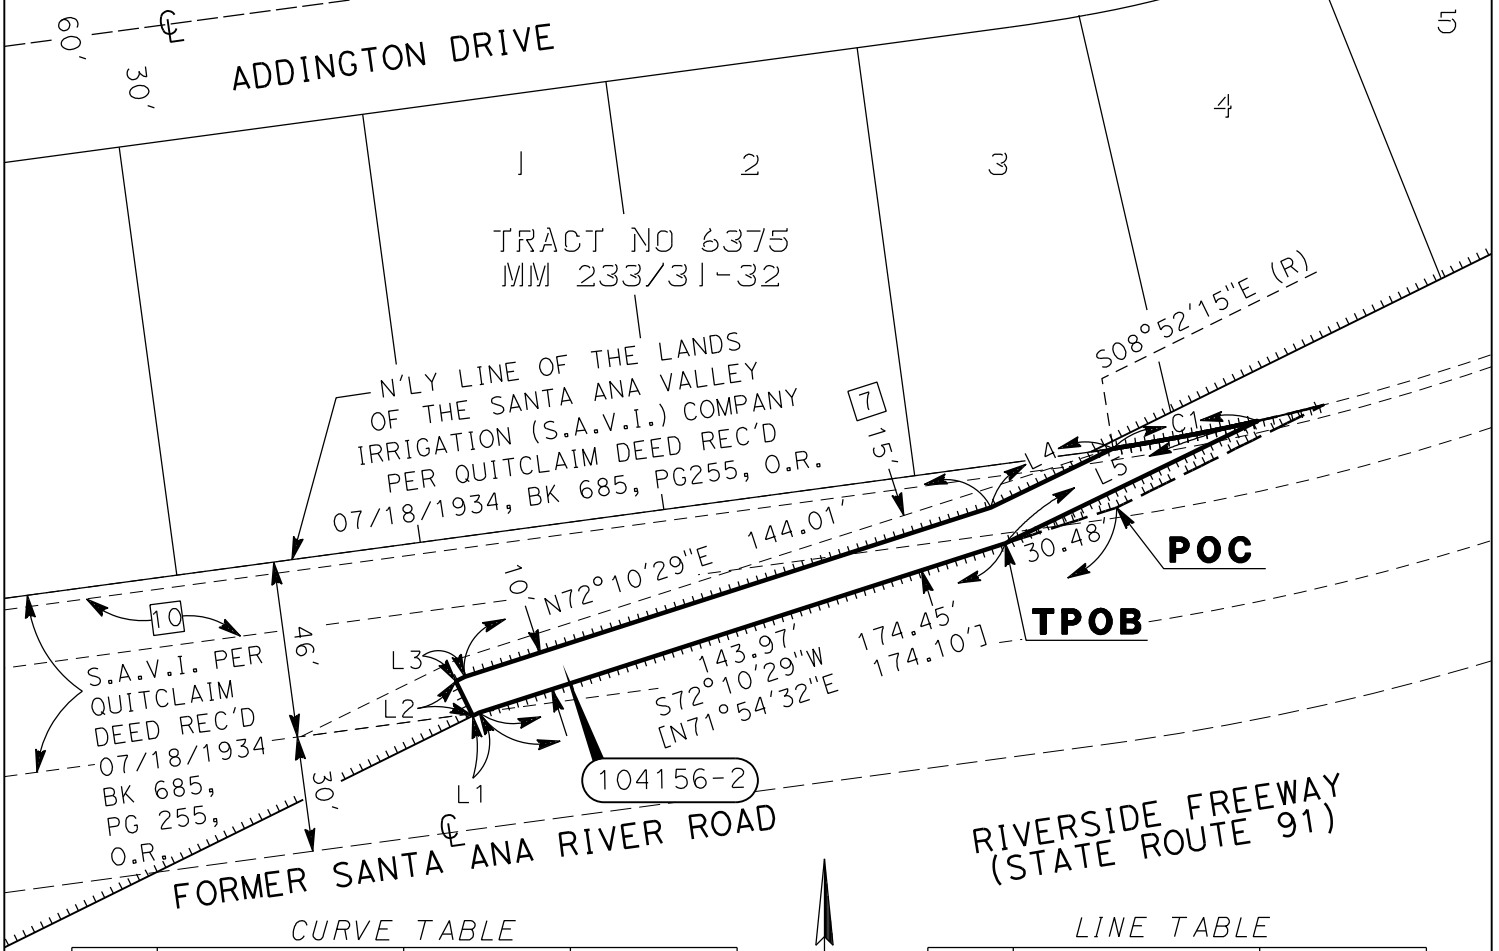 60'
℄
30'
ADDINGTON DRIVE
5
4
1
2
3
TRACT NO 6375
MM 233/31-32
S08°52'15"E (R)
N'LY LINE OF THE LANDS
OF THE SANTA ANA VALLEY
IRRIGATION (S.A.V.I.) COMPANY
PER QUITCLAIM DEED REC'D
07/18/1934, BK 685, PG255, O.R.
7
15'
L4
C1
L5
N72°10'29"E 144.01'
30.48'
POC
TPOB
10'
10
46'
S.A.V.I. PER
QUITCLAIM
DEED REC'D
07/18/1934
BK 685,
PG 255,
O.R.
L3
L2
L1
30'
143.97'
S72°10'29"W 174.45'
[N71°54'32"E 174.10']
104156-2
℄
FORMER SANTA ANA RIVER ROAD
RIVERSIDE FREEWAY
(STATE ROUTE 91)
CURVE TABLE
LINE TABLE